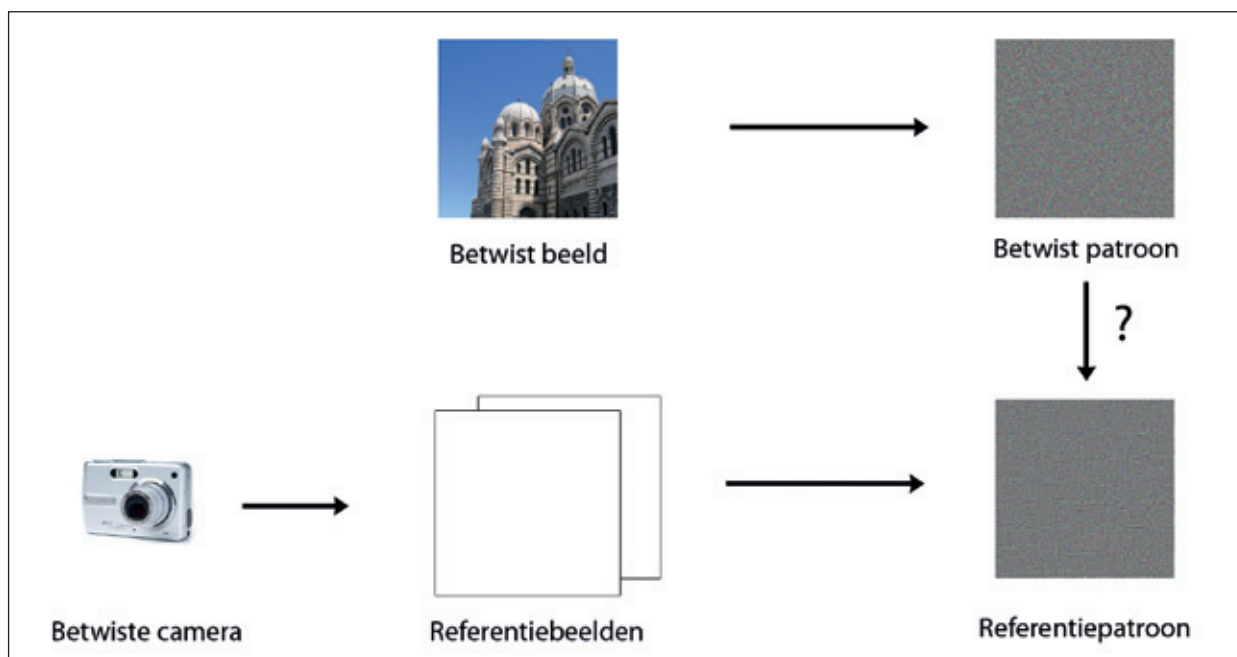 Betwist beeld
Betwist patroon
?
Betwiste camera
Referentiebeelden
Referentiepatroon